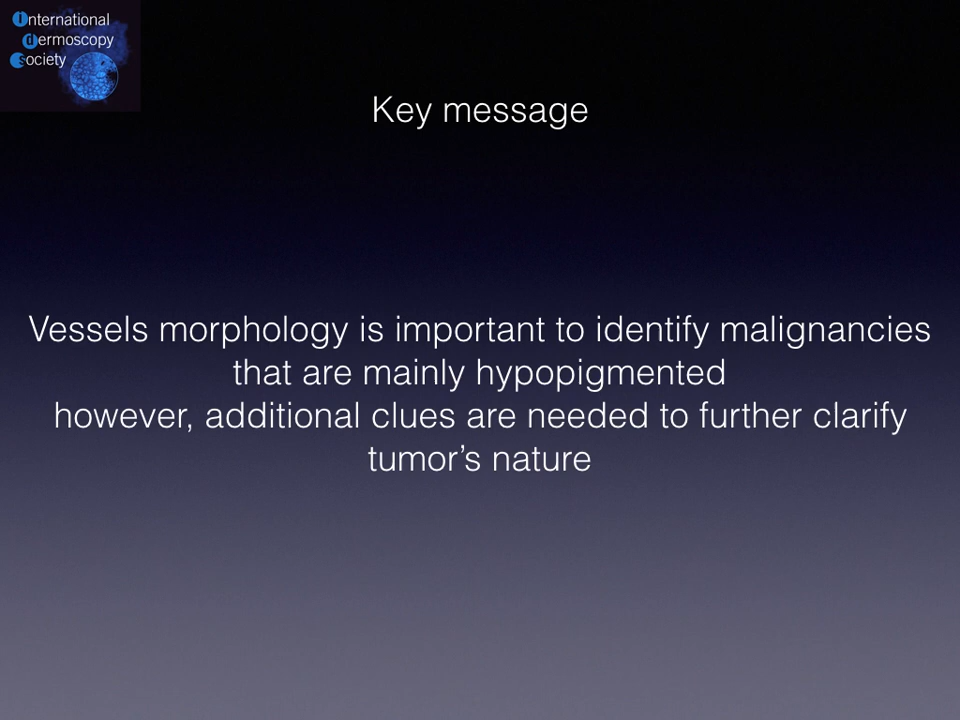 International
dermoscopy
Society
Key message
Vessels morphology is important to identify malignancies
that are mainly hypopigmented
however, additional clues are needed to further clarify
tumor’s nature